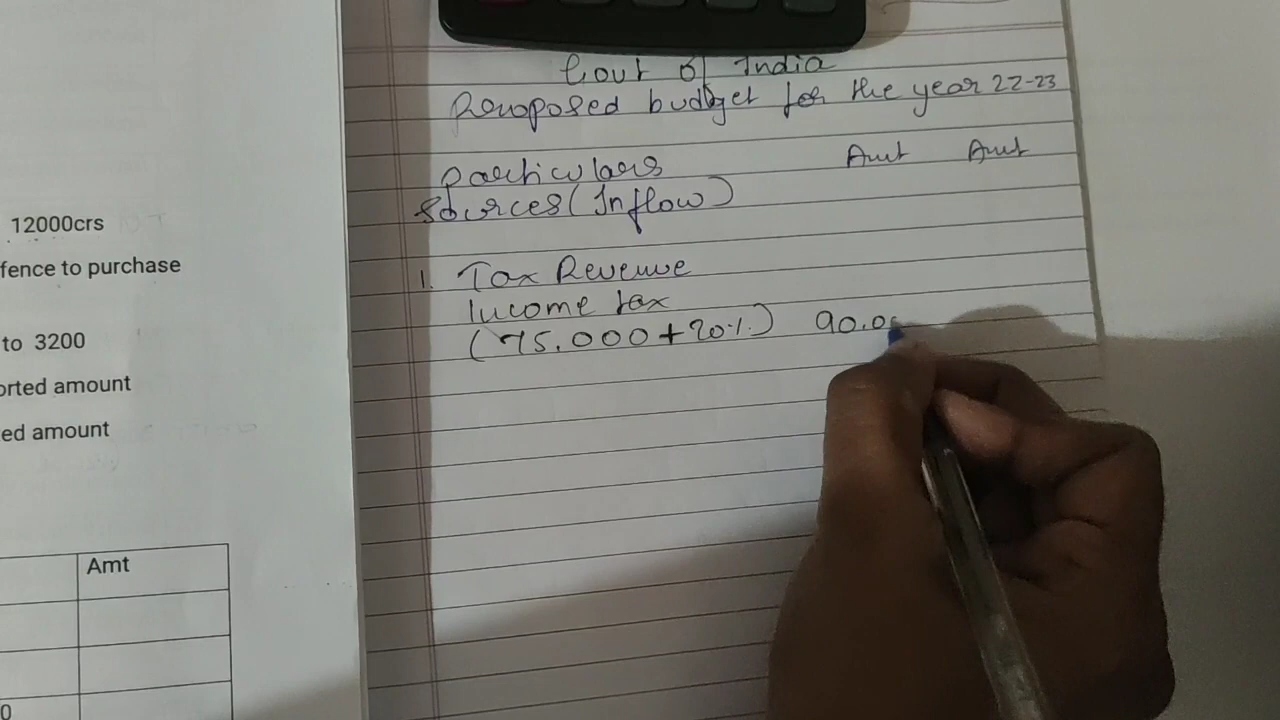 12000crs
fence to purchase
to 3200
orted amount
ed amount
Amt
0
Govt of India
Proposed budget for the year 22-23
Particulars Amt Amt
Sources (Inflow)
1. Tax Revenue
Income tax
(75.000+20%) 90.00